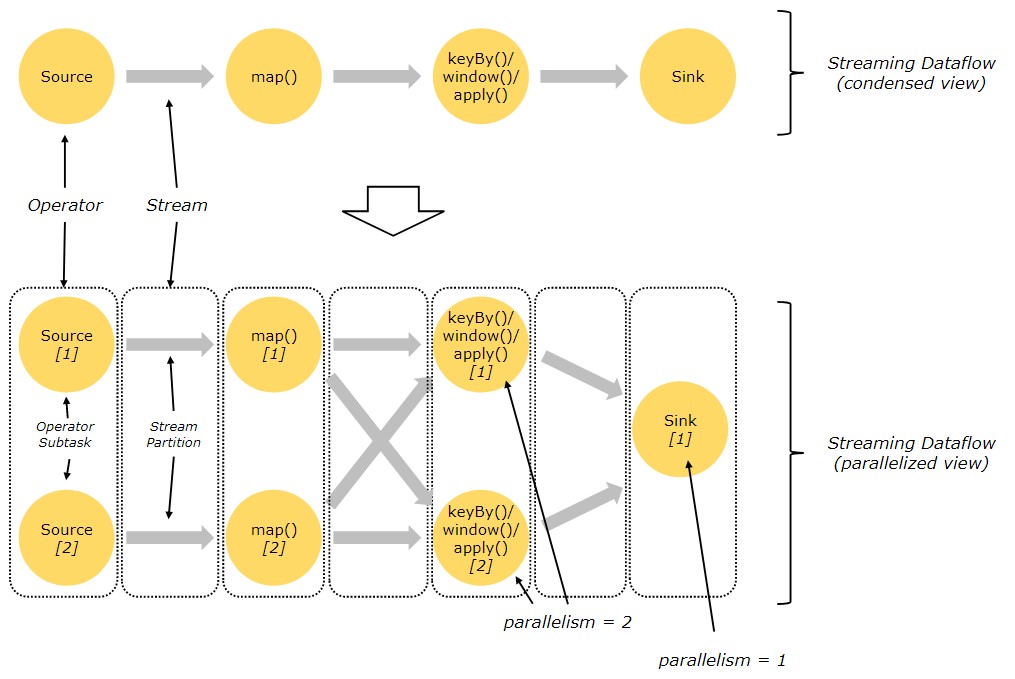 Source
map()
keyBy()/
window()/
apply()
Sink
Streaming Dataflow
(condensed view)
Operator
Stream
Source
[1]
map()
[1]
keyBy()/
window()/
apply()
[1]
Operator
Subtask
Stream
Partition
Sink
[1]
Streaming Dataflow
(parallelized view)
Source
[2]
map()
[2]
keyBy()/
window()/
apply()
[2]
parallelism = 2
parallelism = 1